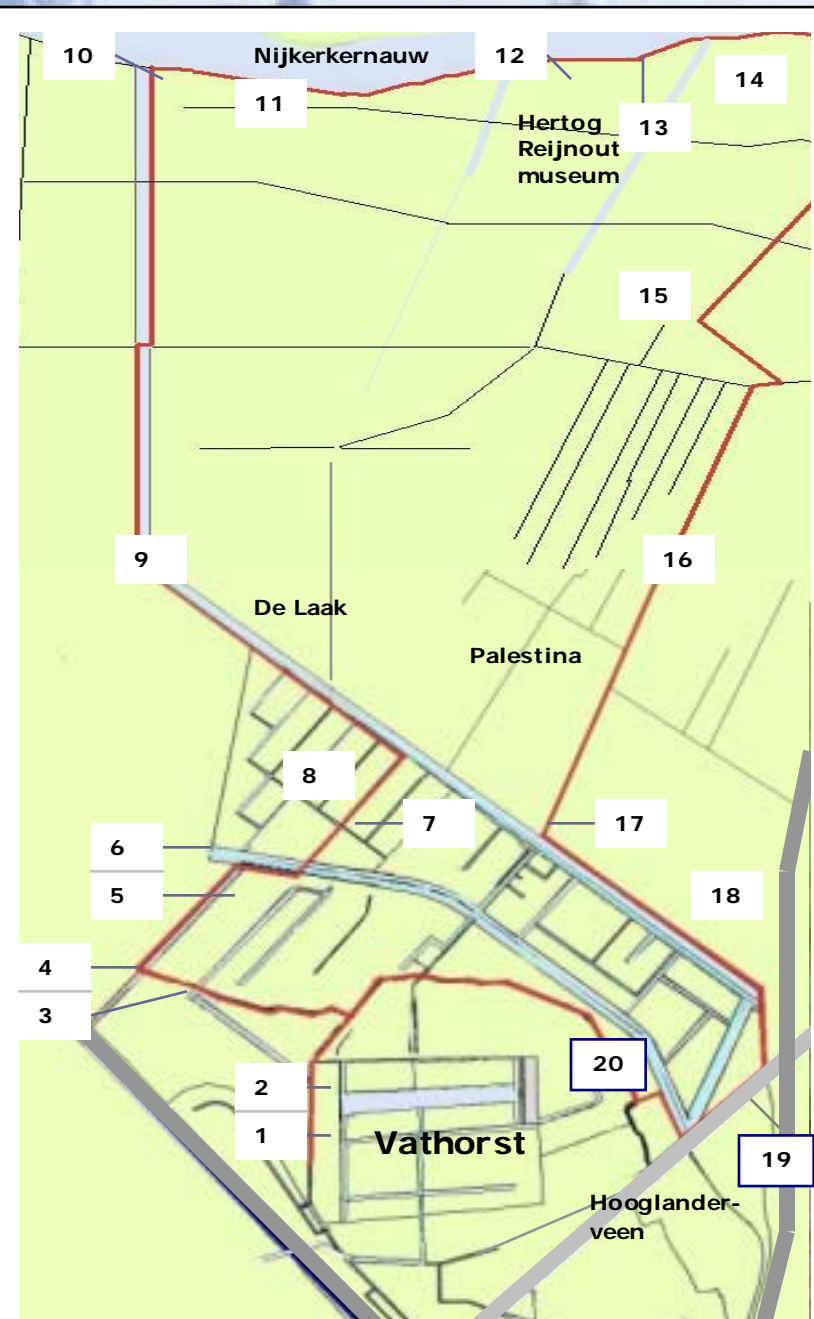 10
Nijkerkernauw
12
14
11
Hertog
Reijnout
museum
13
15
9
16
De Laak
Palestina
8
7
17
6
5
18
4
3
20
2
1
Vathorst
19
Hooglander-
veen